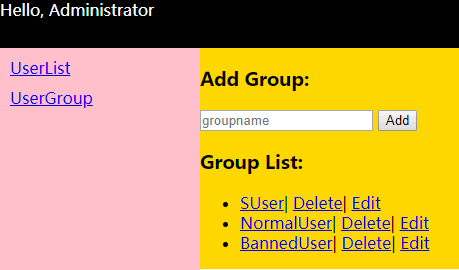 Hello, Administrator
UserList
UserGroup
Add Group:
groupname Add
Group List:
SUser| Delete| Edit
NormalUser| Delete| Edit
BannedUser| Delete| Edit